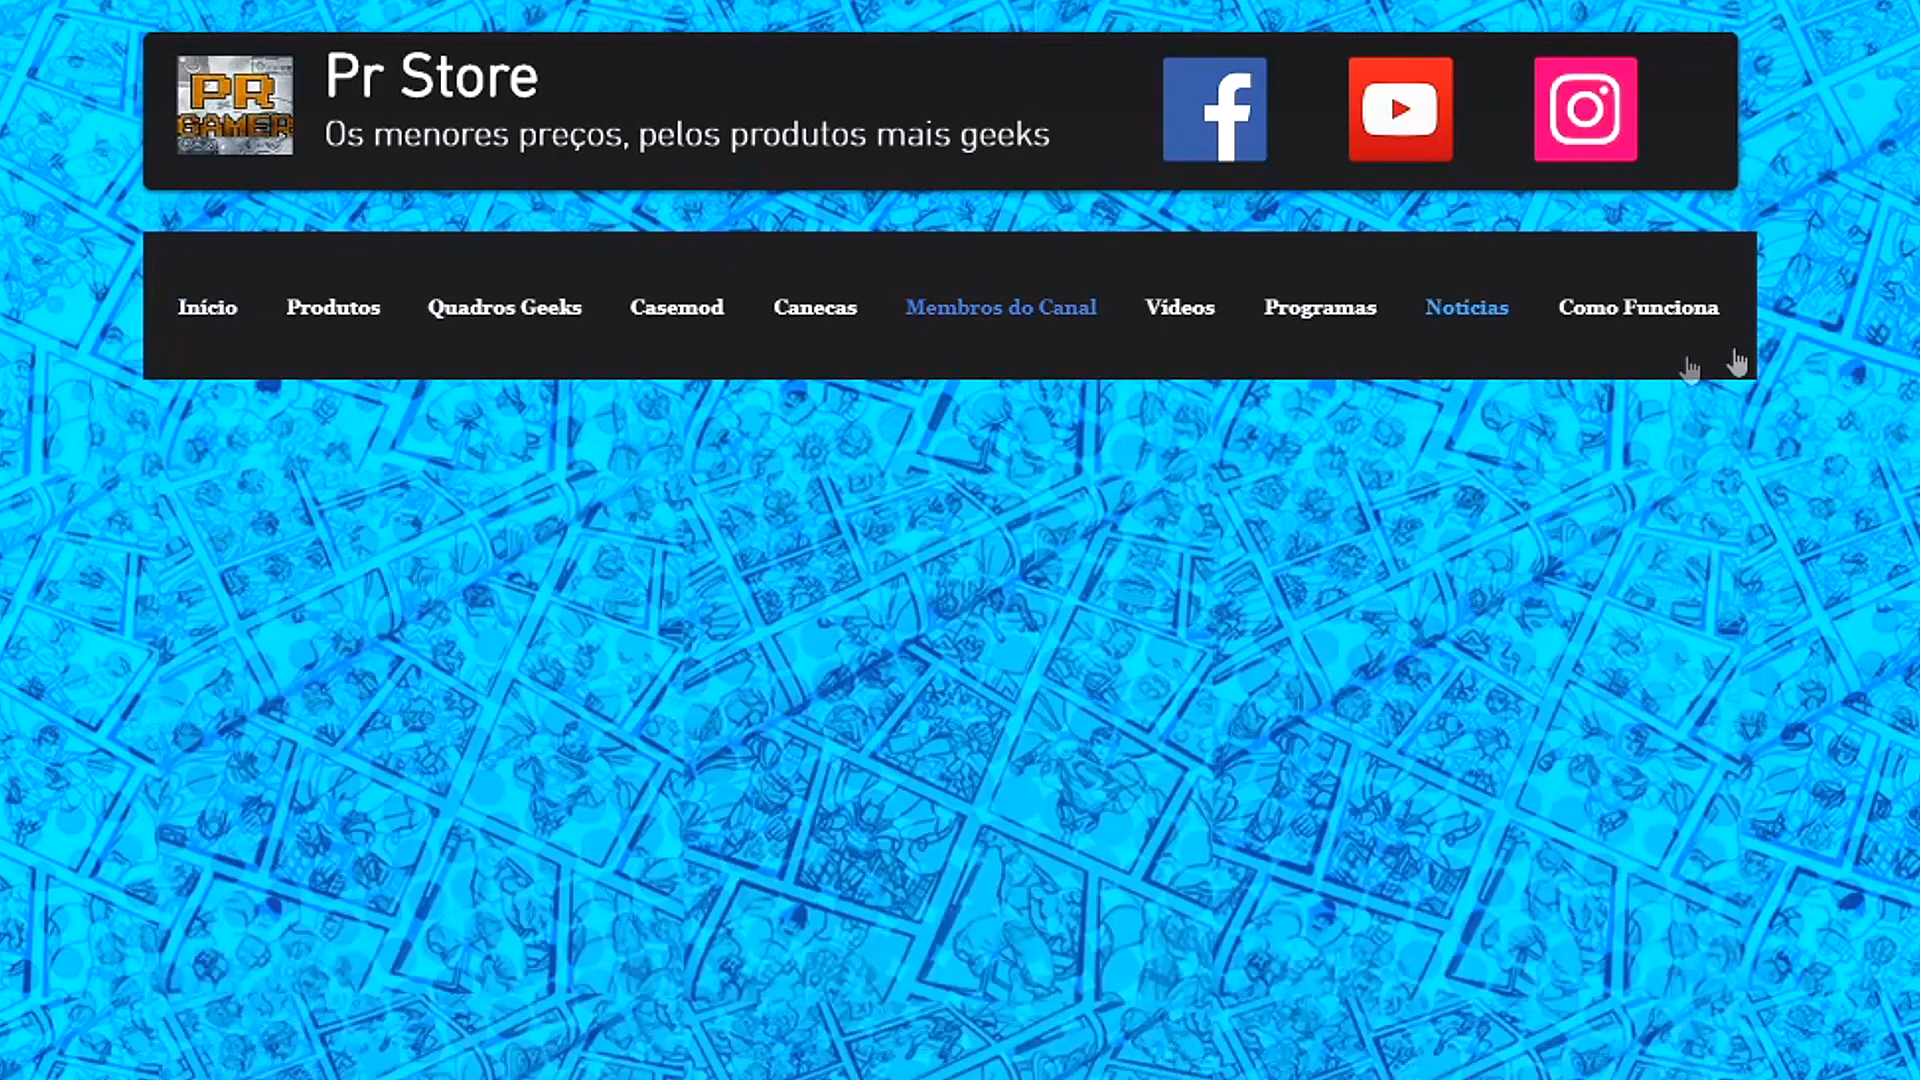 PR
GAMER
Pr Store
Os menores preços, pelos produtos mais geeks
Início Produtos Quadros Geeks Casemod Canecas Membros do Canal Vídeos Programas Notícias Como Funciona